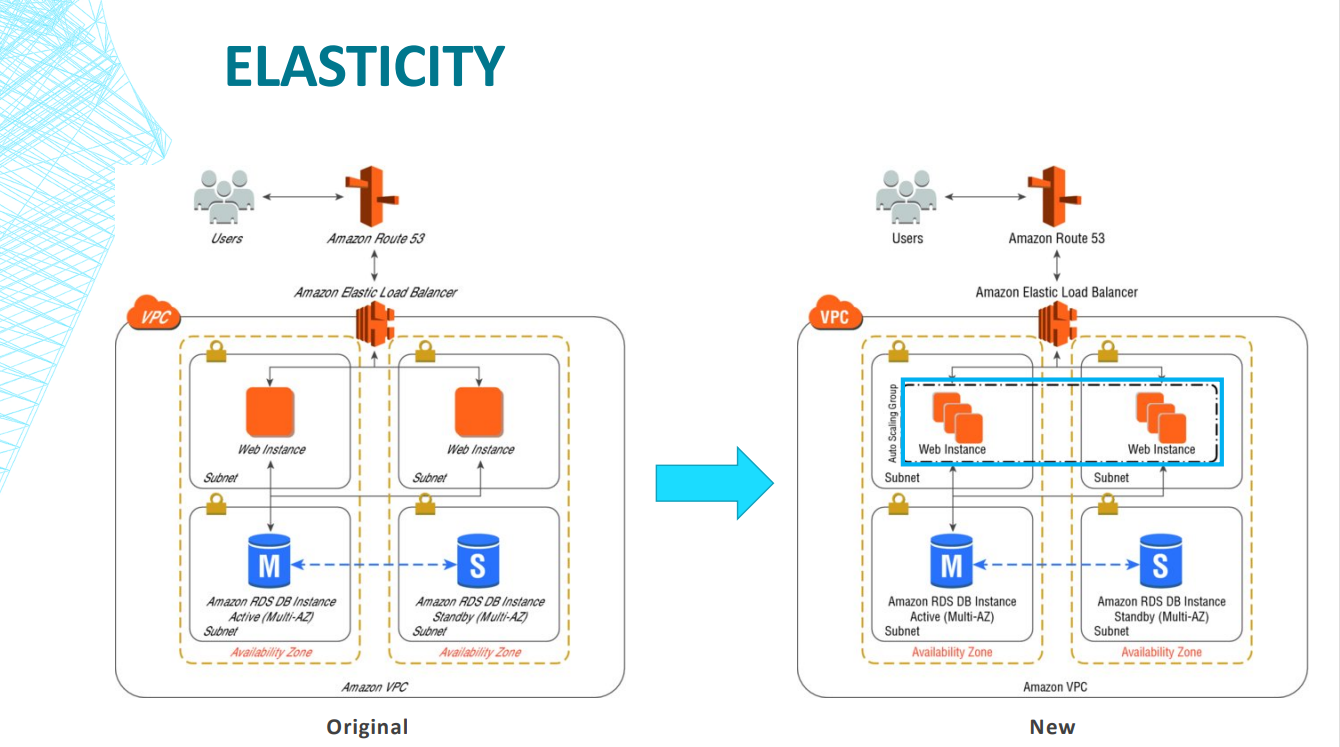 ELASTICITY
Users
Amazon Route 53
Amazon Elastic Load Balancer
VPC
Web Instance
Web Instance
Subnet
Subnet
M
S
Amazon RDS DB Instance
Active (Multi-AZ)
Subnet
Amazon RDS DB Instance
Standby (Multi-AZ)
Subnet
Availability Zone
Availability Zone
Amazon VPC
Original
Users
Amazon Route 53
Amazon Elastic Load Balancer
VPC
Auto Scaling Group
Web Instance
Web Instance
Subnet
Subnet
M
S
Amazon RDS DB Instance
Active (Multi-AZ)
Subnet
Amazon RDS DB Instance
Standby (Multi-AZ)
Subnet
Availability Zone
Availability Zone
Amazon VPC
New